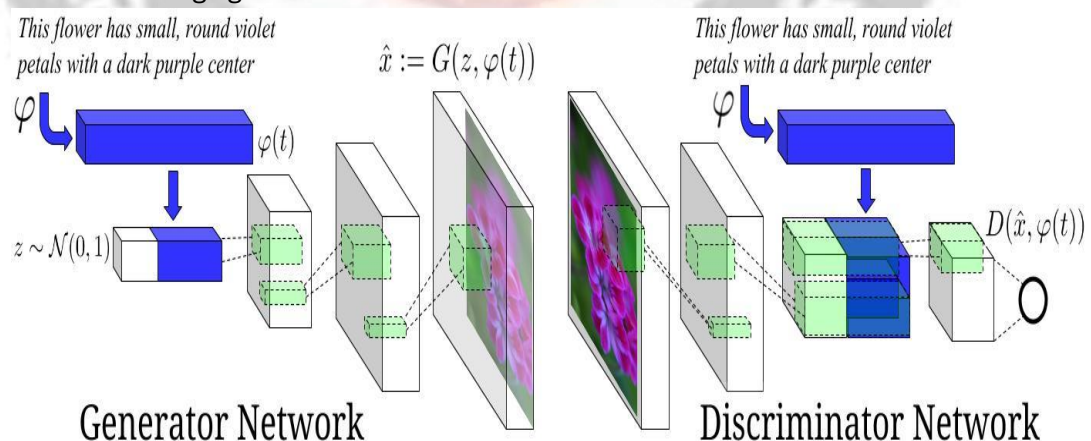 This flower has small, round violet
petals with a dark purple center
φ
φ(t)
z ∼ N(0, 1)
x̂ := G(z, φ(t))
Generator Network
This flower has small, round violet
petals with a dark purple center
φ
D(x̂, φ(t))
Discriminator Network